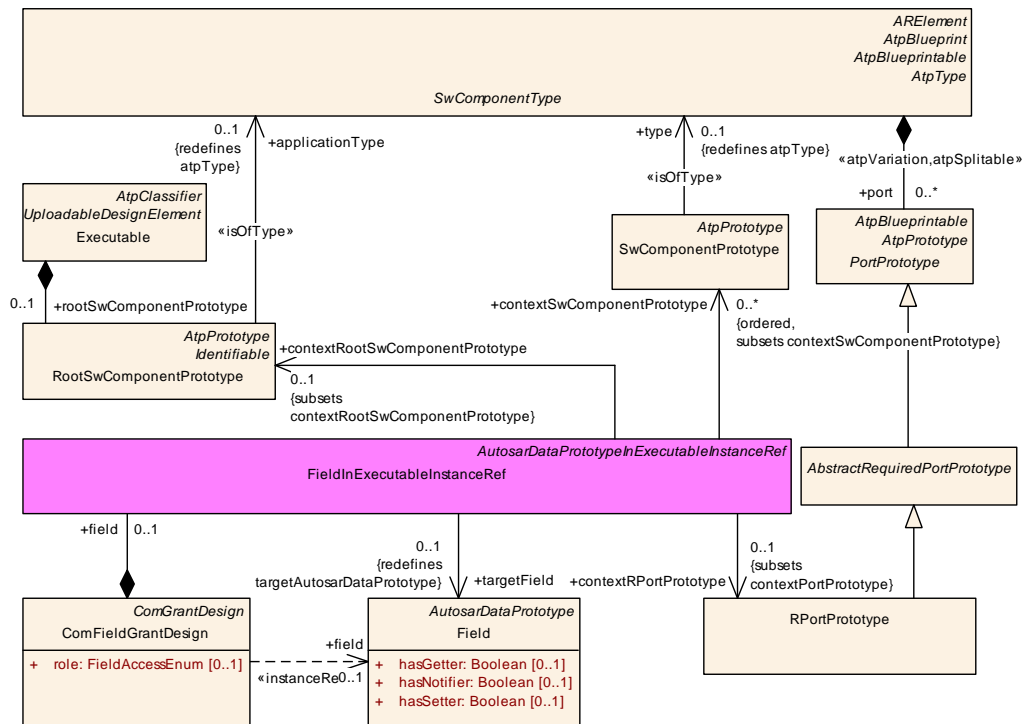 ARElement
AtpBlueprint
AtpBlueprintable
AtpType
SwComponentType
0..1
{redefines
atpType}
+applicationType
+type
0..1
{redefines atpType}
«atpVariation,atpSplitable»
«isOfType»
+port
0..*
AtpClassifier
UploadableDesignElement
Executable
«isOfType»
AtpPrototype
SwComponentPrototype
AtpBlueprintable
AtpPrototype
PortPrototype
0..1
+rootSwComponentPrototype
+contextSwComponentPrototype
0..*
{ordered,
subsets contextSwComponentPrototype}
AtpPrototype
Identifiable
RootSwComponentPrototype
+contextRootSwComponentPrototype
0..1
{subsets
contextRootSwComponentPrototype}
AutosarDataPrototypeInExecutableInstanceRef
FieldInExecutableInstanceRef
AbstractRequiredPortPrototype
+field
0..1
0..1
{redefines
targetAutosarDataPrototype}
+targetField
+contextRPortPrototype
0..1
{subsets
contextPortPrototype}
ComGrantDesign
ComFieldGrantDesign
+ role: FieldAccessEnum [0..1]
+field
«instanceRe
0..1
AutosarDataPrototype
Field
+ hasGetter: Boolean [0..1]
+ hasNotifier: Boolean [0..1]
+ hasSetter: Boolean [0..1]
RPortPrototype